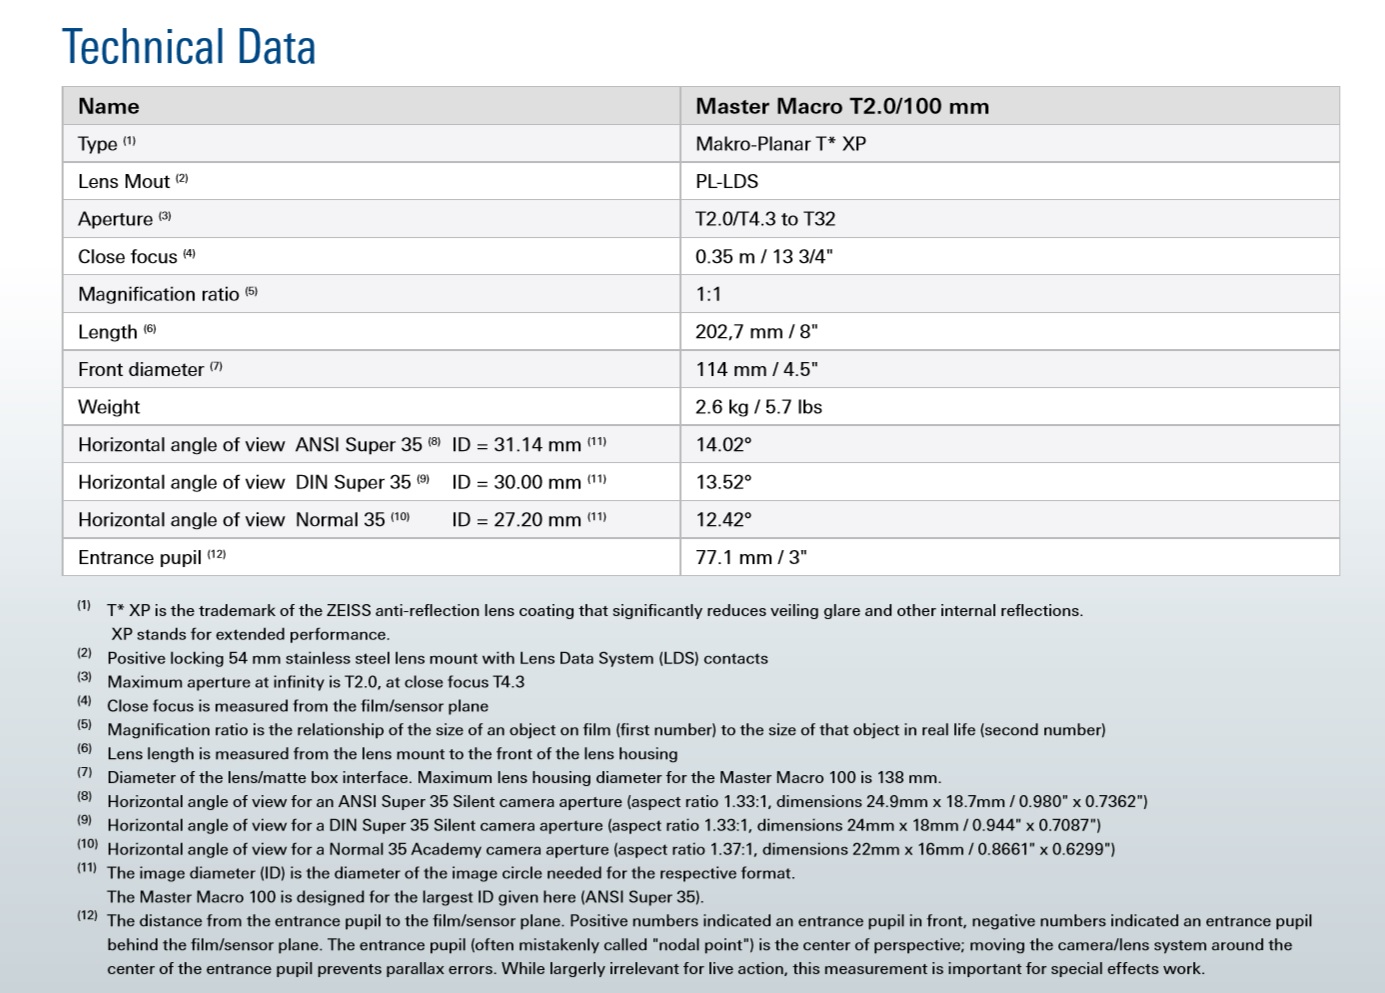 Technical Data
Name Master Macro T2.0/100 mm
Type (1) Makro-Planar T* XP
Lens Mout (2) PL-LDS
Aperture (3) T2.0/T4.3 to T32
Close focus (4) 0.35 m / 13 3/4"
Magnification ratio (5) 1:1
Length (6) 202,7 mm / 8"
Front diameter (7) 114 mm / 4.5"
Weight 2.6 kg / 5.7 lbs
Horizontal angle of view ANSI Super 35 (8) ID = 31.14 mm (11) 14.02°
Horizontal angle of view DIN Super 35 (9) ID = 30.00 mm (11) 13.52°
Horizontal angle of view Normal 35 (10) ID = 27.20 mm (11) 12.42°
Entrance pupil (12) 77.1 mm / 3"
(1) T* XP is the trademark of the ZEISS anti-reflection lens coating that significantly reduces veiling glare and other internal reflections.
XP stands for extended performance.
(2) Positive locking 54 mm stainless steel lens mount with Lens Data System (LDS) contacts
(3) Maximum aperture at infinity is T2.0, at close focus T4.3
(4) Close focus is measured from the film/sensor plane
(5) Magnification ratio is the relationship of the size of an object on film (first number) to the size of that object in real life (second number)
(6) Lens length is measured from the lens mount to the front of the lens housing
(7) Diameter of the lens/matte box interface. Maximum lens housing diameter for the Master Macro 100 is 138 mm.
(8) Horizontal angle of view for an ANSI Super 35 Silent camera aperture (aspect ratio 1.33:1, dimensions 24.9mm x 18.7mm / 0.980" x 0.7362")
(9) Horizontal angle of view for a DIN Super 35 Silent camera aperture (aspect ratio 1.33:1, dimensions 24mm x 18mm / 0.944" x 0.7087")
(10) Horizontal angle of view for a Normal 35 Academy camera aperture (aspect ratio 1.37:1, dimensions 22mm x 16mm / 0.8661" x 0.6299")
(11) The image diameter (ID) is the diameter of the image circle needed for the respective format.
The Master Macro 100 is designed for the largest ID given here (ANSI Super 35).
(12) The distance from the entrance pupil to the film/sensor plane. Positive numbers indicated an entrance pupil in front, negative numbers indicated an entrance pupil
behind the film/sensor plane. The entrance pupil (often mistakenly called "nodal point") is the center of perspective; moving the camera/lens system around the
center of the entrance pupil prevents parallax errors. While largerly irrelevant for live action, this measurement is important for special effects work.